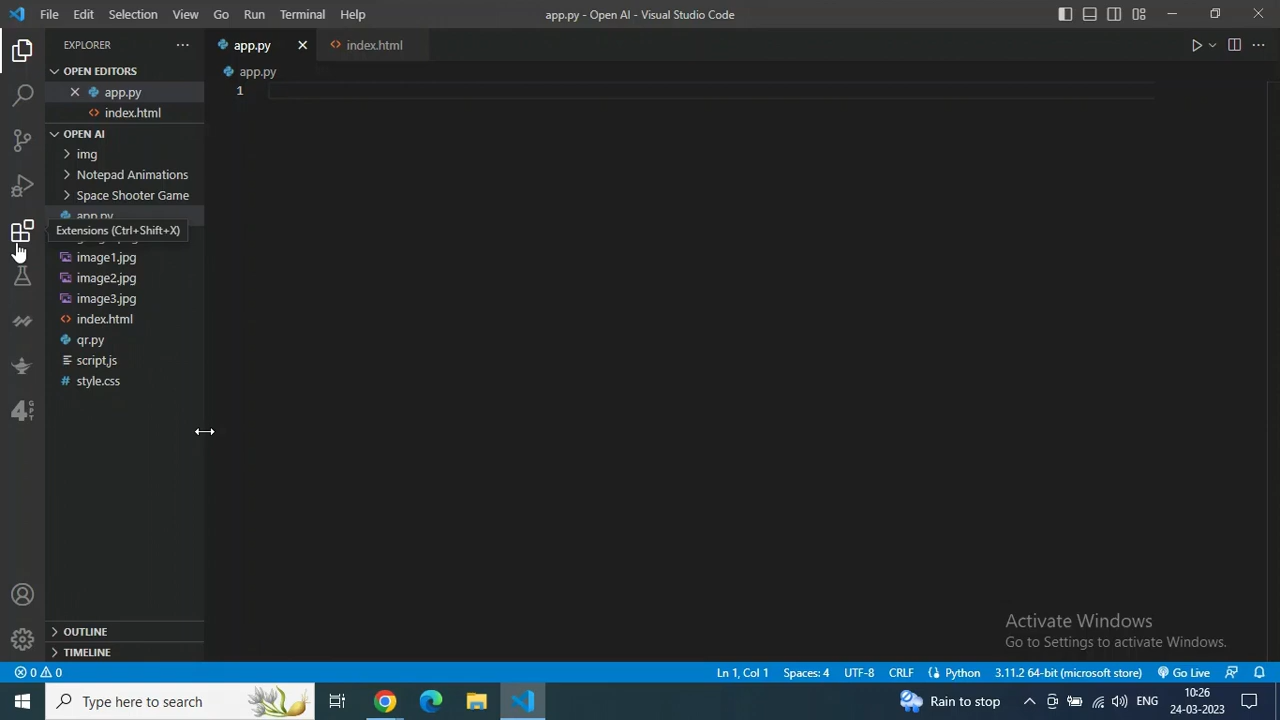 File Edit Selection View Go Run Terminal Help
app.py - Open AI - Visual Studio Code
EXPLORER
app.py
index.html
OPEN EDITORS
app.py
app.py
index.html
1
OPEN AI
img
Notepad Animations
Space Shooter Game
app.py
Extensions (Ctrl+Shift+X)
image1.jpg
image2.jpg
image3.jpg
index.html
qr.py
script.js
style.css
4 G P T
OUTLINE
TIMELINE
Activate Windows
Go to Settings to activate Windows.
0 0
Ln 1, Col 1 Spaces: 4 UTF-8 CRLF Python 3.11.2 64-bit (microsoft store) Go Live
Type here to search
Rain to stop
ENG
10:26
24-03-2023